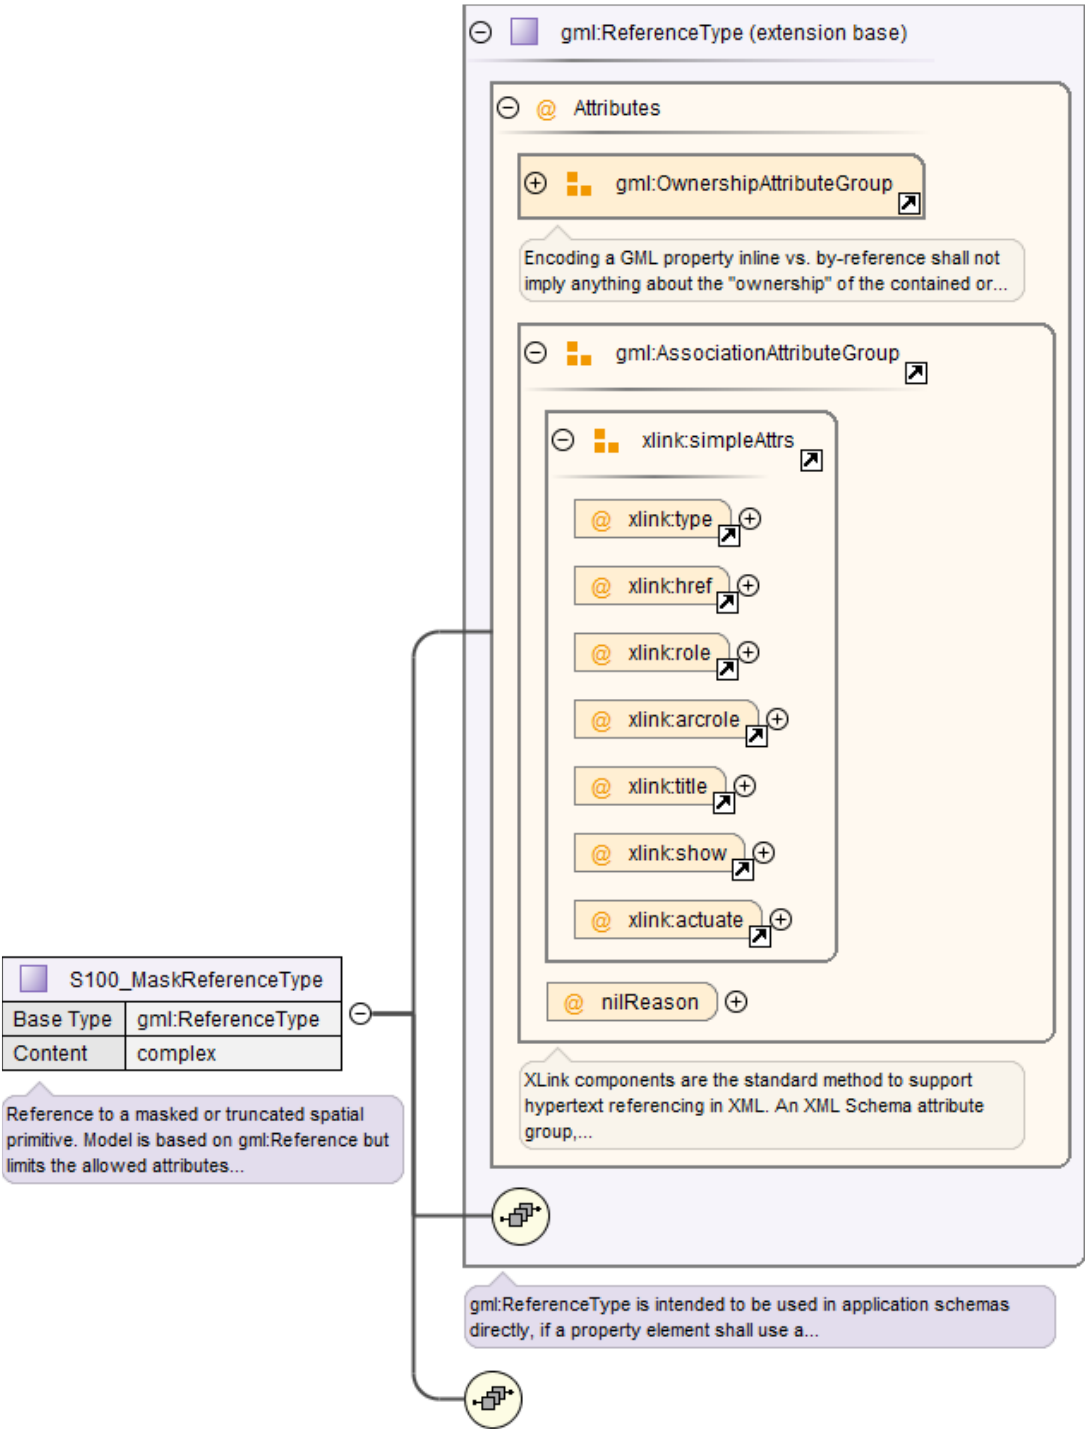 gml:ReferenceType (extension base)
@ Attributes
gml:OwnershipAttributeGroup
Encoding a GML property inline vs. by-reference shall not
imply anything about the "ownership" of the contained or...
gml:AssociationAttributeGroup
xlink:simpleAttrs
@ xlink:type
@ xlink:href
@ xlink:role
@ xlink:arcrole
@ xlink:title
@ xlink:show
@ xlink:actuate
@ nilReason
XLink components are the standard method to support
hypertext referencing in XML. An XML Schema attribute
group,...
S100_MaskReferenceType
Base Type gml:ReferenceType
Content complex
Reference to a masked or truncated spatial
primitive. Model is based on gml:Reference but
limits the allowed attributes...
gml:ReferenceType is intended to be used in application schemas
directly, if a property element shall use a...